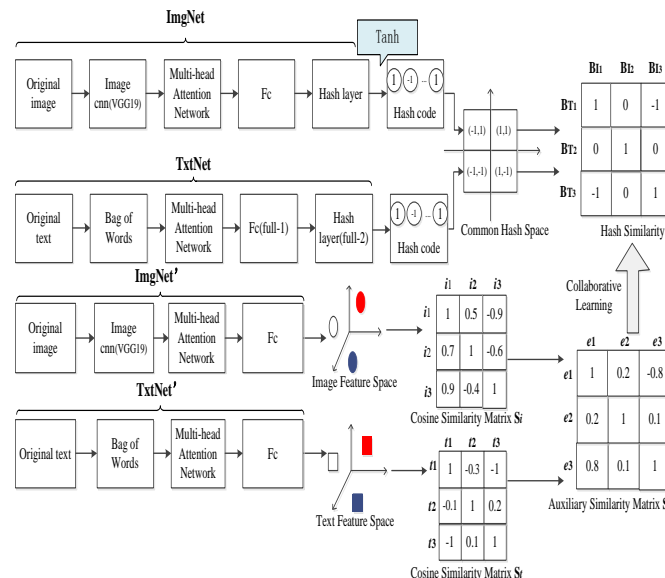 ImgNet
Tanh
Original image
Image cnn(VGG19)
Multi-head Attention Network
Fc
Hash layer
1 -1 ... 1
Hash code
(-1,1) (1,1)
(-1,-1) (1,-1)
Common Hash Space
BI1 BI2 BI3
BT1 1 0 -1
BT2 0 1 0
BT3 -1 0 1
Hash Similarity
TxtNet
Original text
Bag of Words
Multi-head Attention Network
Fc(full-1)
Hash layer(full-2)
1 -1 ... 1
Hash code
Collaborative Learning
ImgNet'
Original image
Image cnn(VGG19)
Multi-head Attention Network
Fc
Image Feature Space
i1 i2 i3
i1 1 0.5 -0.9
i2 0.7 1 -0.6
i3 0.9 -0.4 1
Cosine Similarity Matrix Si
TxtNet'
Original text
Bag of Words
Multi-head Attention Network
Fc
Text Feature Space
t1 t2 t3
t1 1 -0.3 -1
t2 -0.1 1 0.2
t3 -1 0.1 1
Cosine Similarity Matrix
e1 e2 e3
e1 1 0.2 -0.8
e2 0.2 1 0.1
e3 0.8 0.1 1
Auxiliary Similarity Matrix S